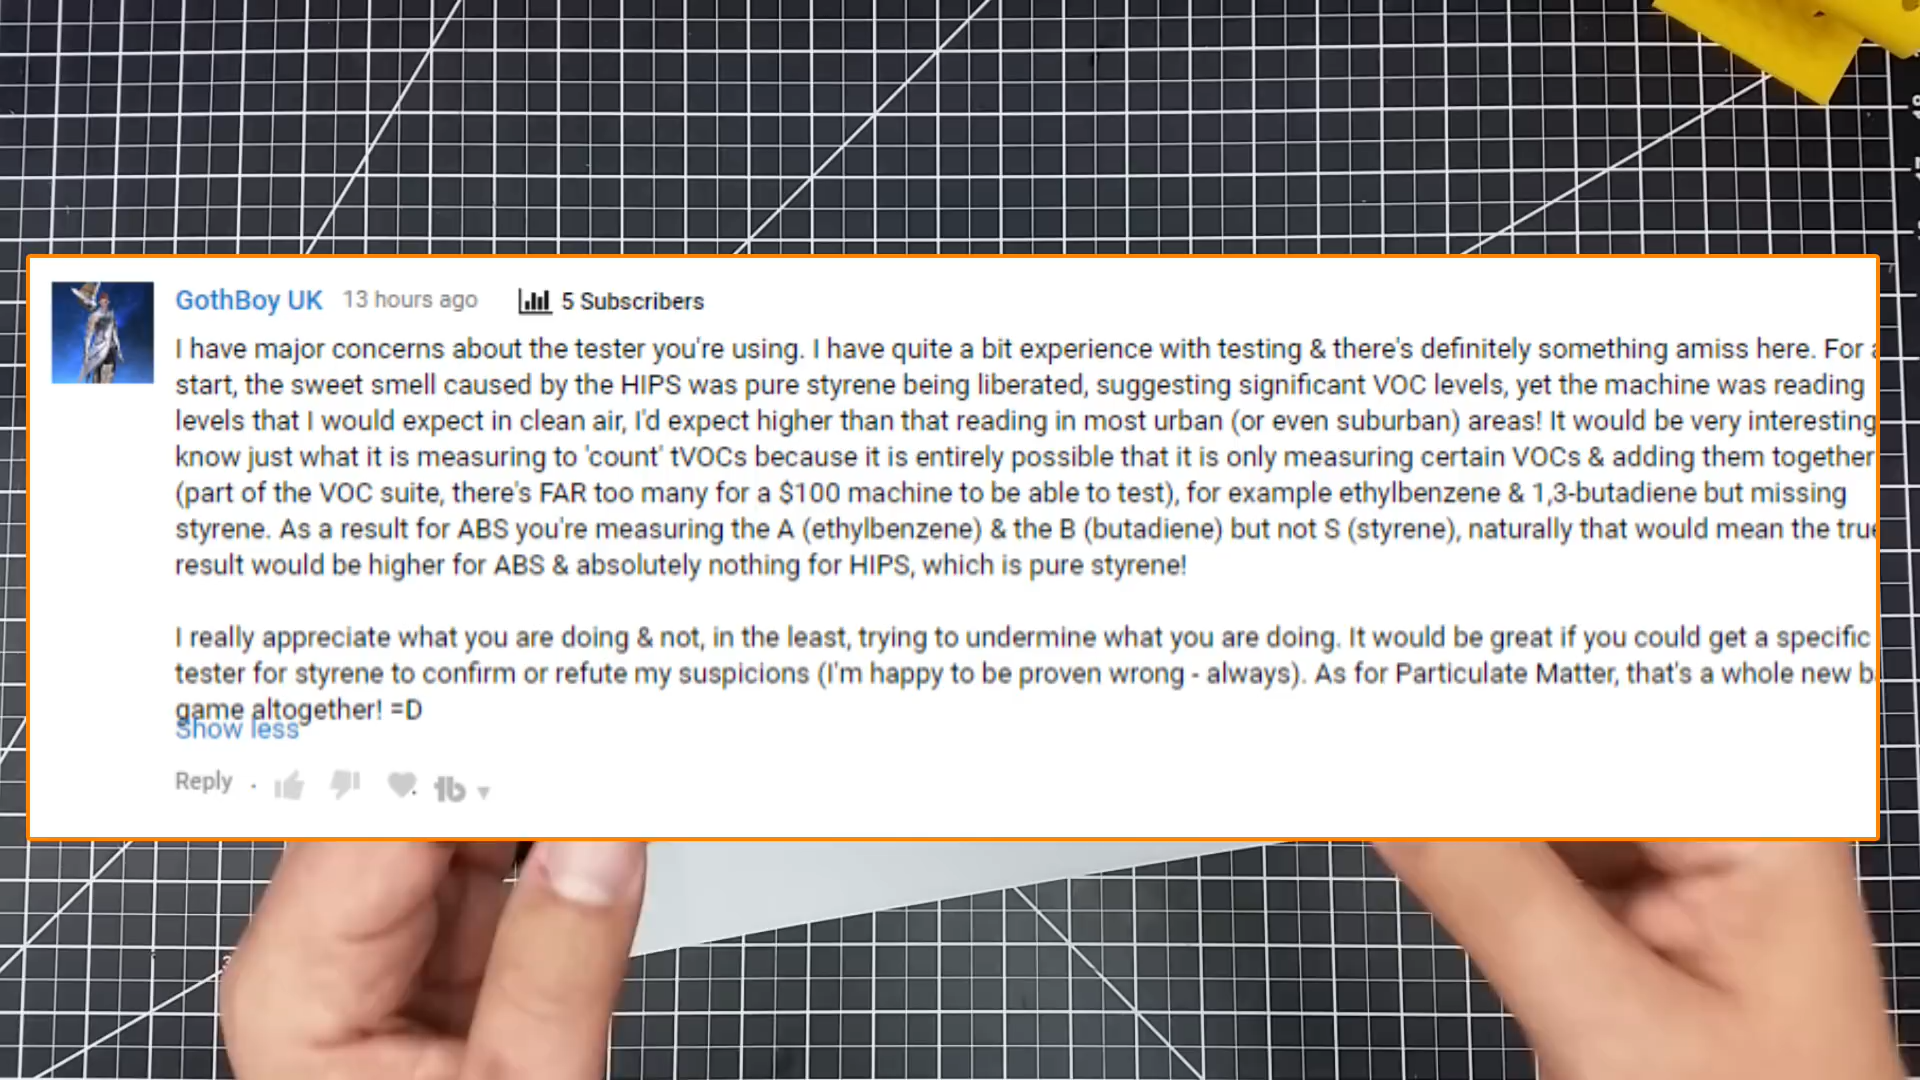 GothBoy UK 13 hours ago 5 Subscribers
I have major concerns about the tester you're using. I have quite a bit experience with testing & there's definitely something amiss here. For
start, the sweet smell caused by the HIPS was pure styrene being liberated, suggesting significant VOC levels, yet the machine was reading
levels that I would expect in clean air, I'd expect higher than that reading in most urban (or even suburban) areas! It would be very interesting
know just what it is measuring to 'count' tVOCs because it is entirely possible that it is only measuring certain VOCs & adding them together
(part of the VOC suite, there's FAR too many for a $100 machine to be able to test), for example ethylbenzene & 1,3-butadiene but missing
styrene. As a result for ABS you're measuring the A (ethylbenzene) & the B (butadiene) but not S (styrene), naturally that would mean the true
result would be higher for ABS & absolutely nothing for HIPS, which is pure styrene!
I really appreciate what you are doing & not, in the least, trying to undermine what you are doing. It would be great if you could get a specific
tester for styrene to confirm or refute my suspicions (I'm happy to be proven wrong - always). As for Particulate Matter, that's a whole new b
game altogether! =D
Show less
Reply